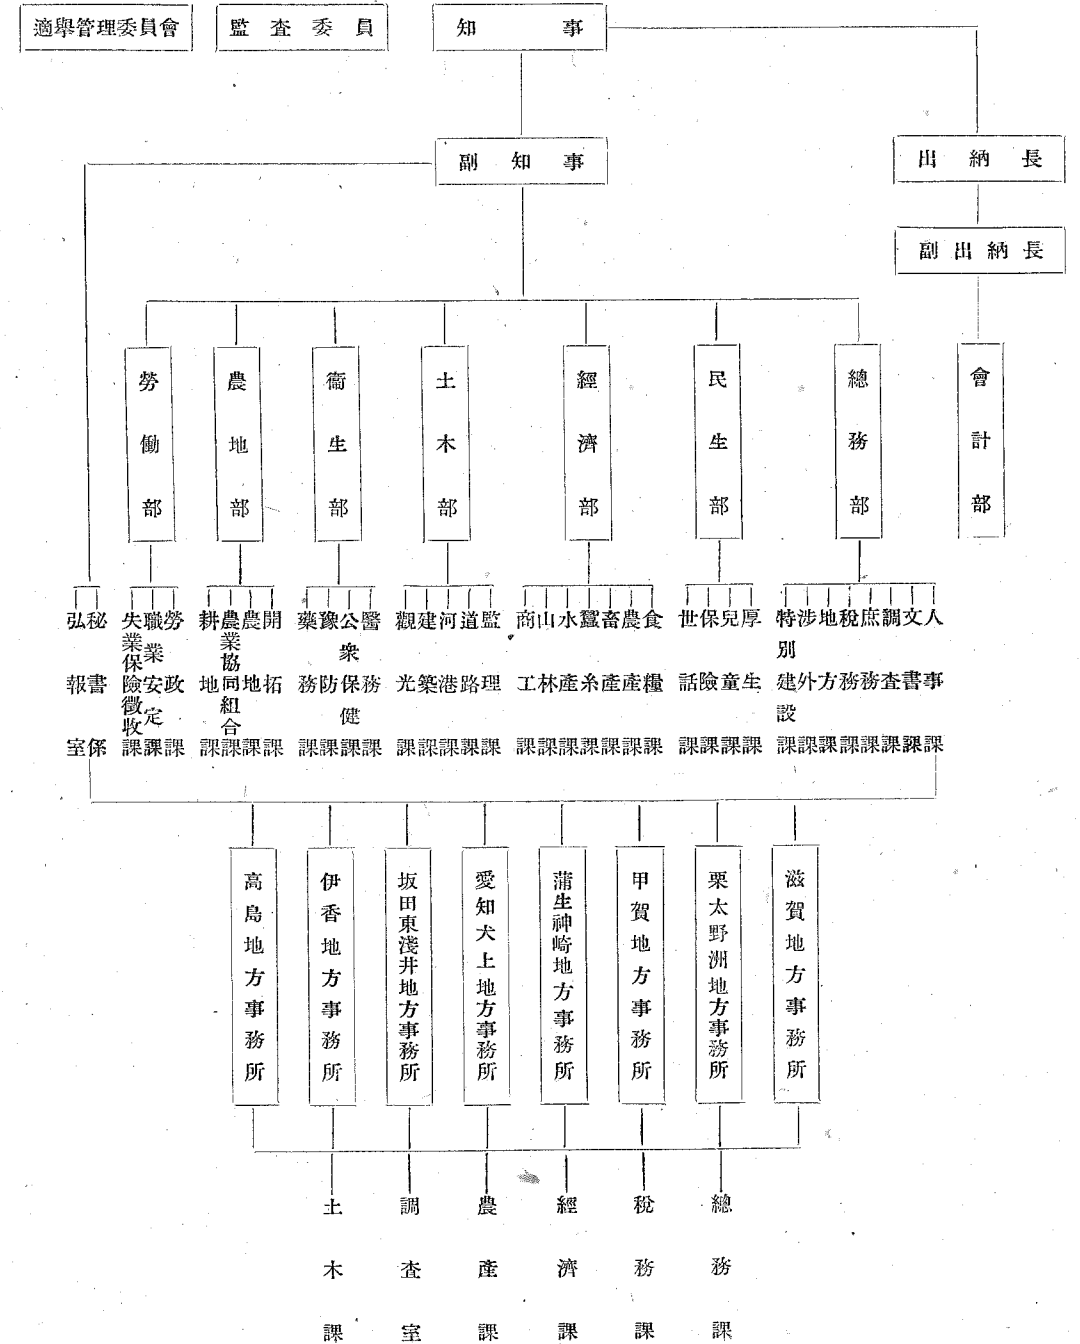 適擧管理委員會
監査委員
知事
副知事
出納長
副出納長
會計部
總務部
民生部
經濟部
土木部
衞生部
農地部
勞働部
人事課
文書課
調査課
庶務課
稅務課
地方課
涉外課
特別建設課
厚生課
兒童課
保險課
世話課
食糧課
農產課
畜產課
蠶糸課
水產課
山林課
商工課
監理課
道路課
河港課
建築課
觀光課
醫務課
公衆保健課
豫防課
藥務課
開拓課
農地課
農業協同組合課
耕地課
勞政課
職業安定課
失業保險徵收課
秘書係
弘報室
滋賀地方事務所
栗太野洲地方事務所
甲賀地方事務所
蒲生神崎地方事務所
愛知犬上地方事務所
坂田東淺井地方事務所
伊香地方事務所
高島地方事務所
總務課
稅務課
經濟課
農產課
調査室
土木課